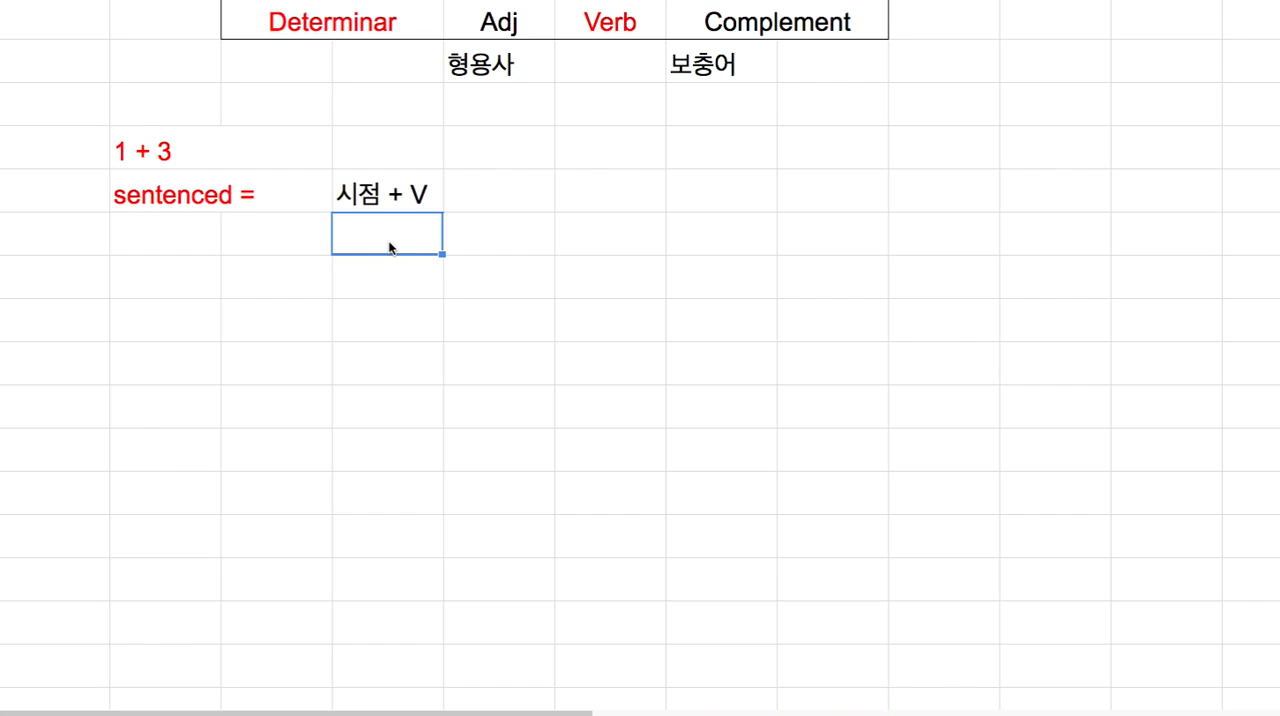 Determinar Adj Verb Complement
형용사 보충어
1 + 3
sentenced = 시점 + V